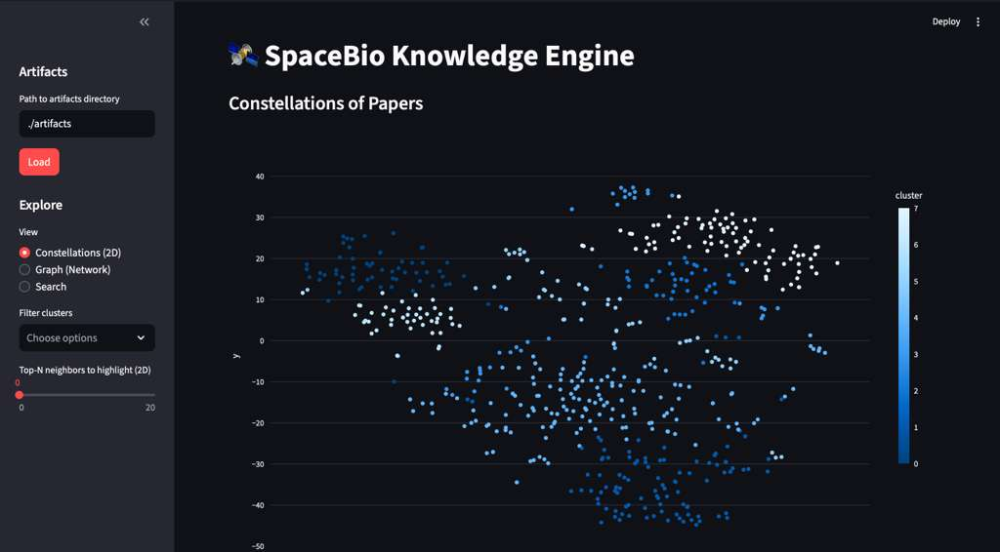 Deploy
Artifacts
Path to artifacts directory
./artifacts
Load
Explore
View
Constellations (2D)
Graph (Network)
Search
Filter clusters
Choose options
Top-N neighbors to highlight (2D)
0
0 20
SpaceBio Knowledge Engine
Constellations of Papers
40
30
20
10
0
−10
−20
−30
−40
−50
y
cluster
7
6
5
4
3
2
1
0